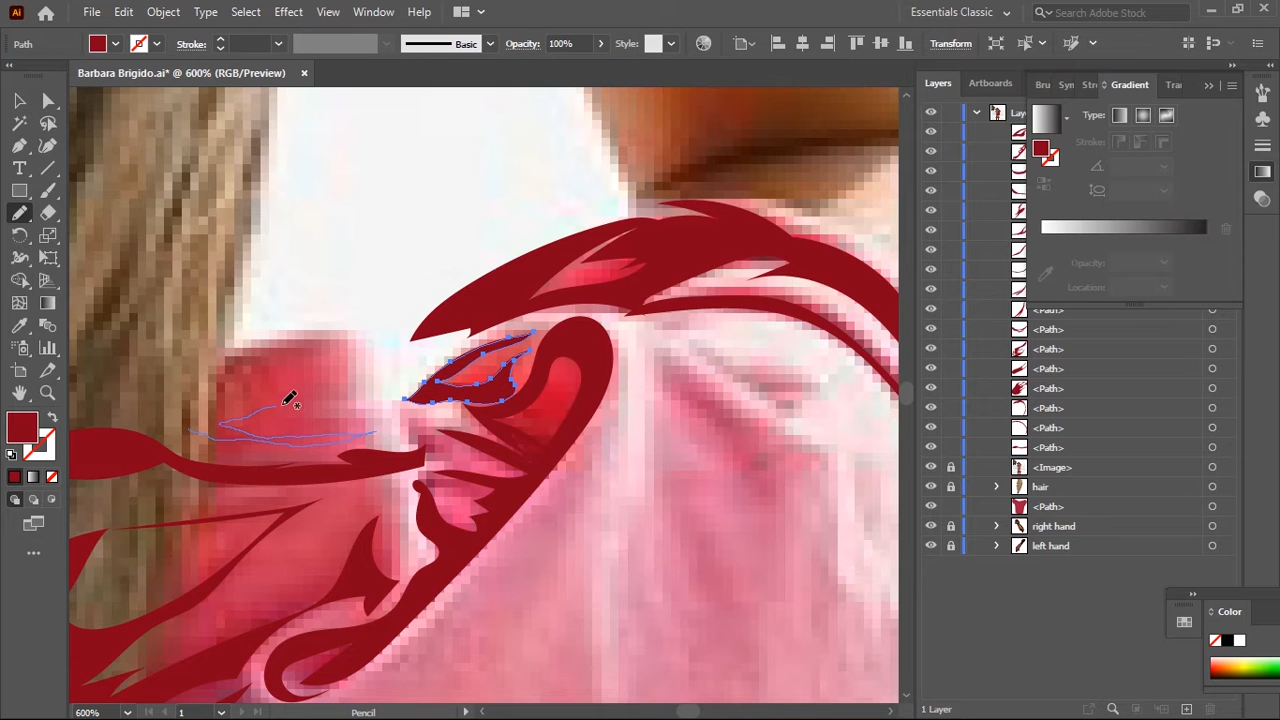 Ai File Edit Object Type Select Effect View Window Help Essentials Classic Search Adobe Stock
Path Stroke: Basic Opacity: 100% Style: Transform
Barbara Brigido.ai* @ 600% (RGB/Preview) ×
Layers Artboards
Bru Syn Str Gradient Tra
Type:
Stroke:
Opacity:
Location:
Lay
<Path>
<Path>
<Path>
<Path>
<Path>
<Path>
<Path>
<Path>
<Image>
hair
<Path>
right hand
left hand
Color
1 Layer
600% 1 Pencil